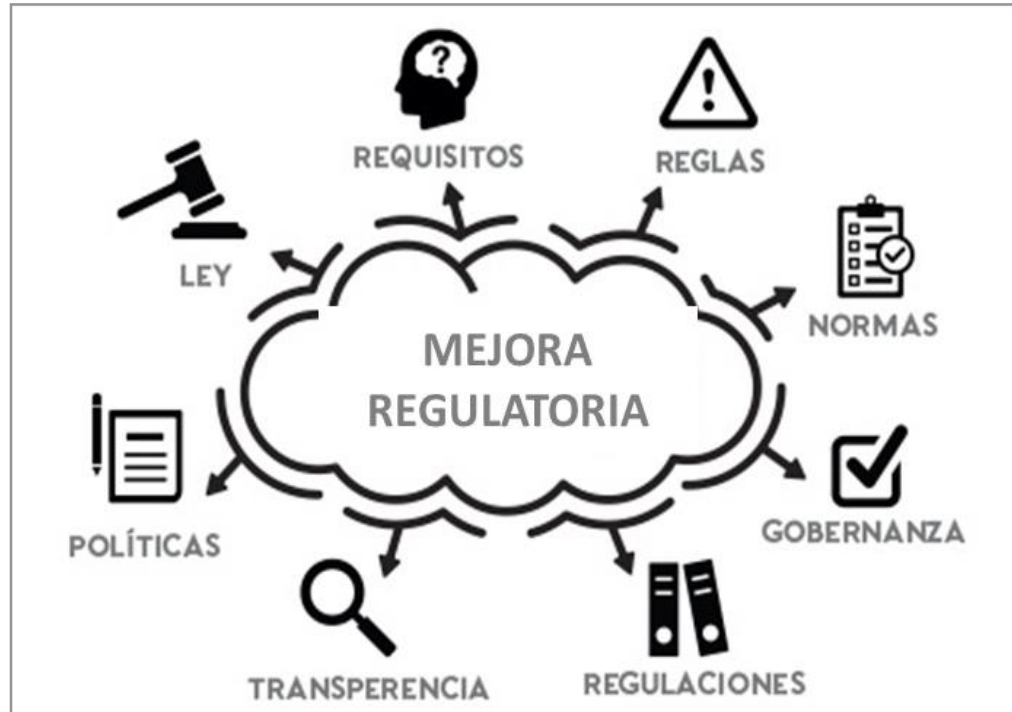 REQUISITOS
REGLAS
LEY
NORMAS
MEJORA
REGULATORIA
POLÍTICAS
GOBERNANZA
TRANSPERENCIA
REGULACIONES